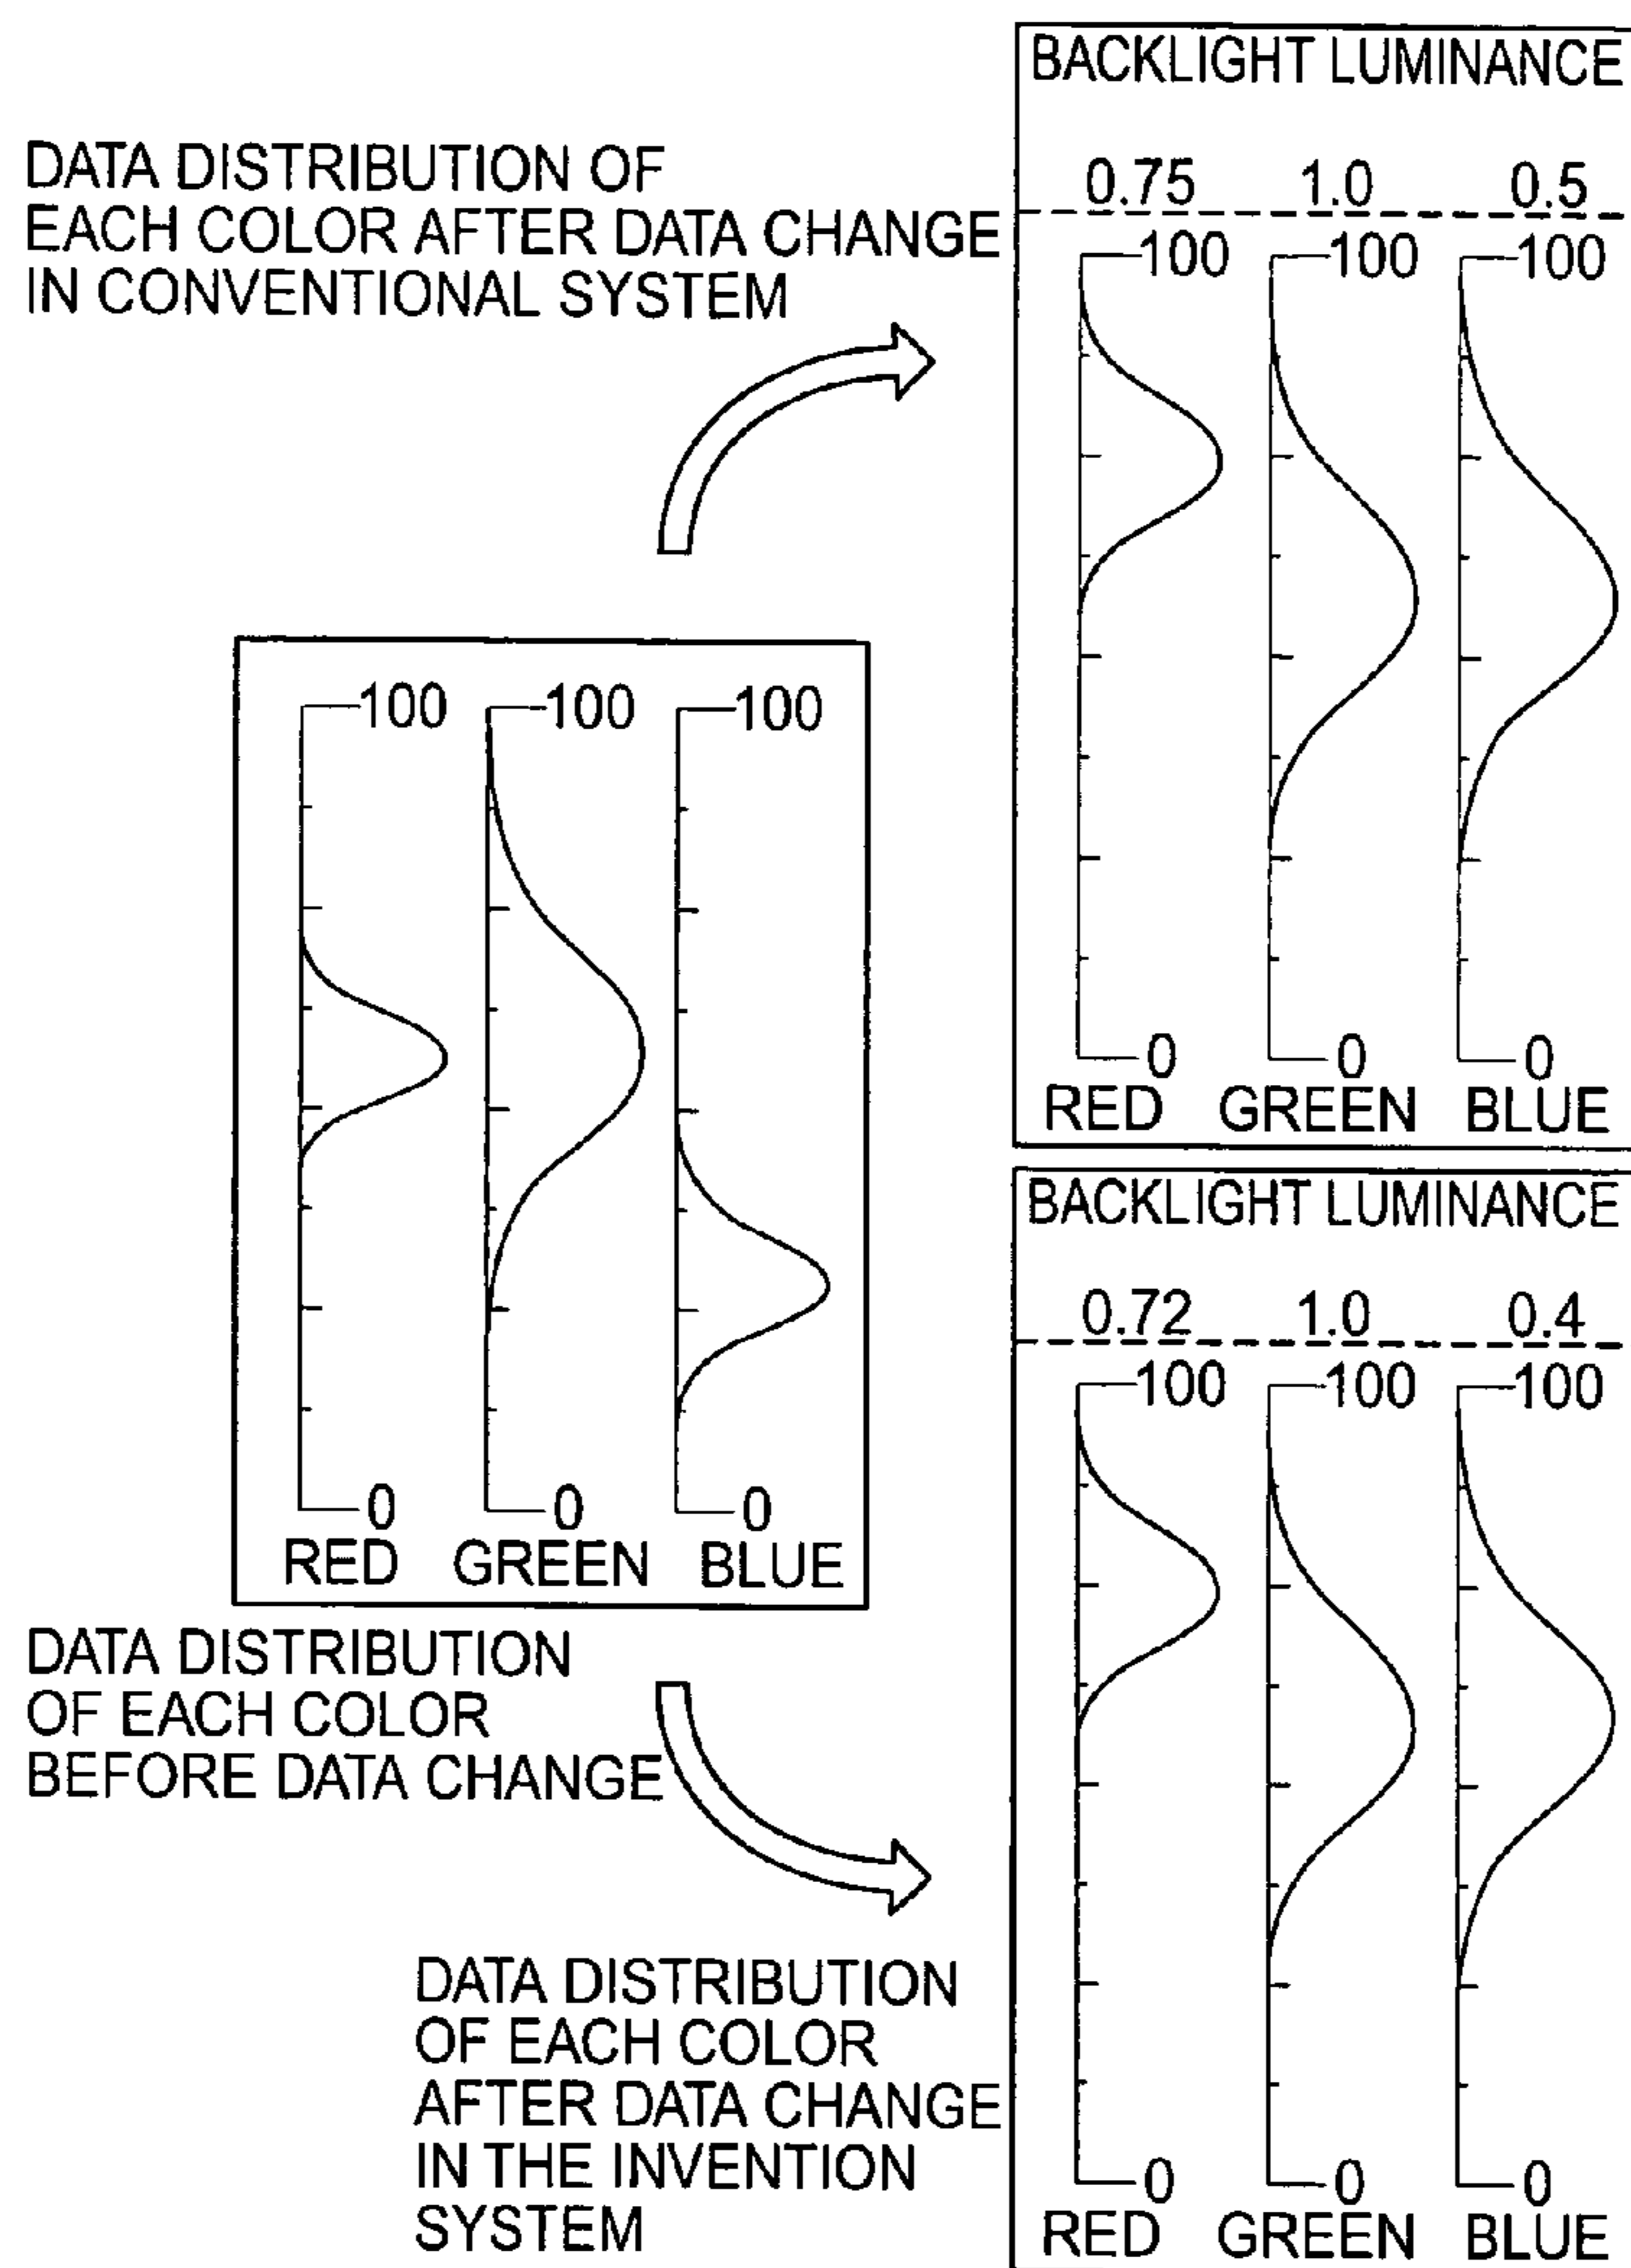 BACKLIGHT LUMINANCE
0.75 1.0 0.5
100 100 100
0 0 0
RED GREEN BLUE
DATA DISTRIBUTION OF
EACH COLOR AFTER DATA CHANGE
IN CONVENTIONAL SYSTEM
100 100 100
0 0 0
RED GREEN BLUE
DATA DISTRIBUTION
OF EACH COLOR
BEFORE DATA CHANGE
BACKLIGHT LUMINANCE
0.72 1.0 0.4
100 100 100
0 0 0
RED GREEN BLUE
DATA DISTRIBUTION
OF EACH COLOR
AFTER DATA CHANGE
IN THE INVENTION
SYSTEM